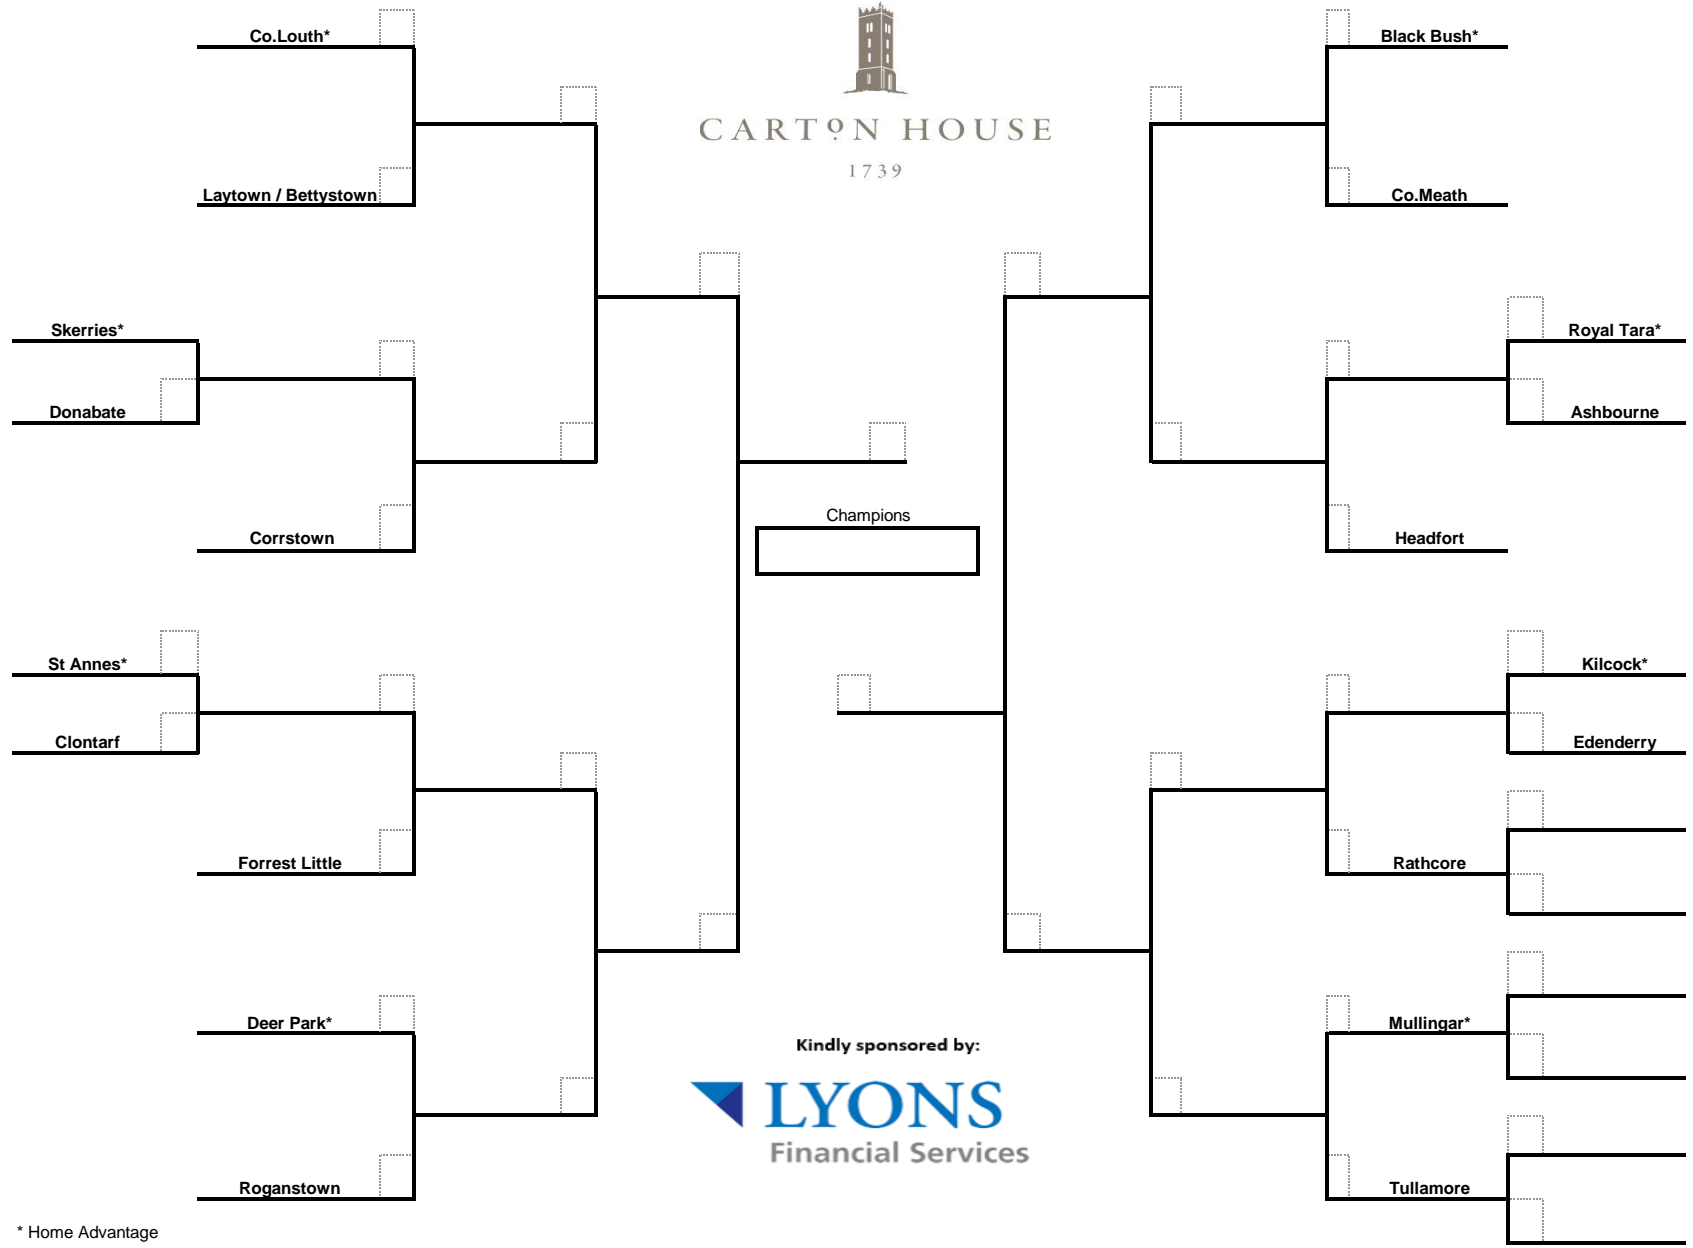 Co.Louth*
Black Bush*
CARTON HOUSE
1739
Laytown / Bettystown
Co.Meath
Skerries*
Royal Tara*
Donabate
Ashbourne
Champions
Corrstown
Headfort
St Annes*
Kilcock*
Clontarf
Edenderry
Forrest Little
Rathcore
Deer Park*
Mullingar*
Kindly sponsored by:
LYONS
Financial Services
Roganstown
Tullamore
* Home Advantage